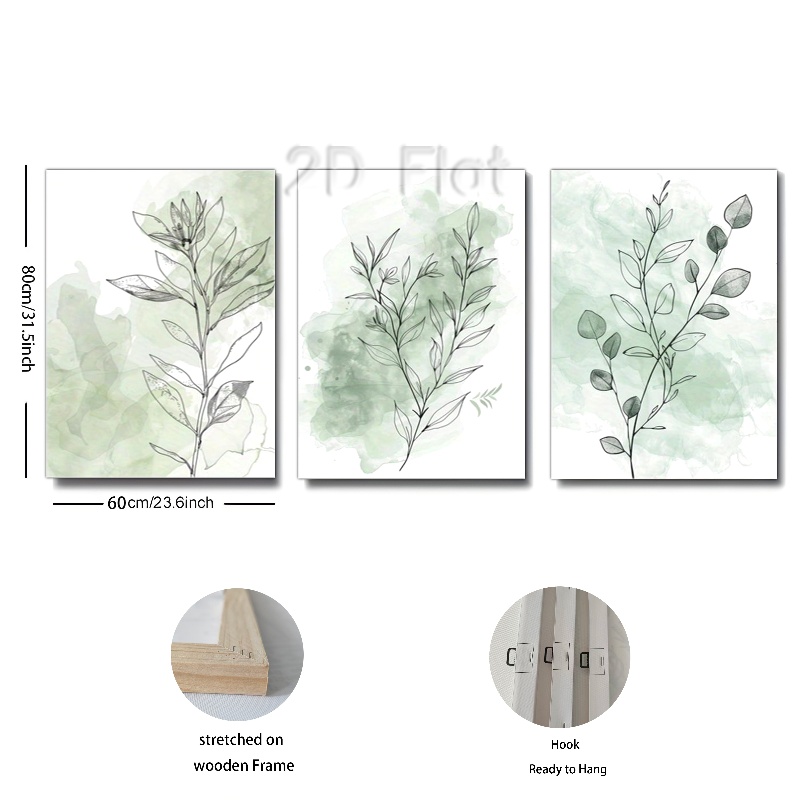 2D Flat
80cm/31.5inch
60cm/23.6inch
stretched on
wooden Frame
Hook
Ready to Hang